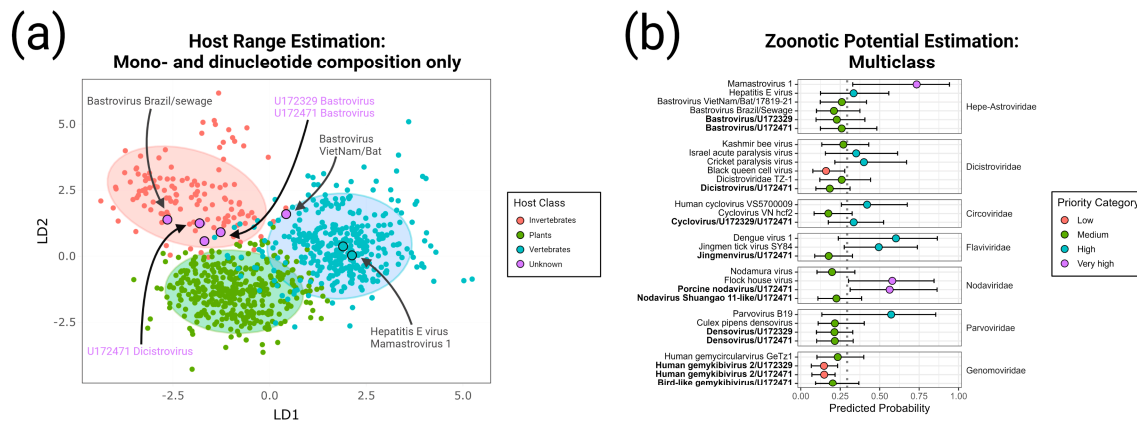 (a)
Host Range Estimation:
Mono- and dinucleotide composition only
Bastrovirus Brazil/sewage
U172329 Bastrovirus
U172471 Bastrovirus
Bastrovirus
VietNam/Bat
U172471 Dicistrovirus
Hepatitis E virus
Mamastrovirus 1
LD2
5.0
2.5
0.0
-2.5
-2.5
0.0
2.5
5.0
LD1
Host Class
Invertebrates
Plants
Vertebrates
Unknown
(b)
Zoonotic Potential Estimation:
Multiclass
Mamastrovirus 1
Hepatitis E virus
Bastrovirus VietNam/Bat/17819-21
Bastrovirus Brazil/Sewage
Bastrovirus/U172329
Bastrovirus/U172471
Hepe-Astroviridae
Kashmir bee virus
Israel acute paralysis virus
Cricket paralysis virus
Black queen cell virus
Dicistroviridae TZ-1
Dicistrovirus/U172471
Dicistroviridae
Human cyclovirus VS5700009
Cyclovirus VN hcf2
Cyclovirus/U172329/U172471
Circoviridae
Dengue virus 1
Jingmen tick virus SY84
Jingmenvirus/U172471
Flaviviridae
Nodamura virus
Flock house virus
Porcine nodavirus/U172471
Nodavirus Shuangao 11-like/U172471
Nodaviridae
Parvovirus B19
Culex pipens densovirus
Densovirus/U172329
Densovirus/U172471
Parvoviridae
Human gemycircularvirus GeTz1
Human gemykibivirus 2/U172329
Human gemykibivirus 2/U172471
Bird-like gemykibivirus/U172471
Genomoviridae
0.00
0.25
0.50
0.75
1.00
Predicted Probability
Priority Category
Low
Medium
High
Very high